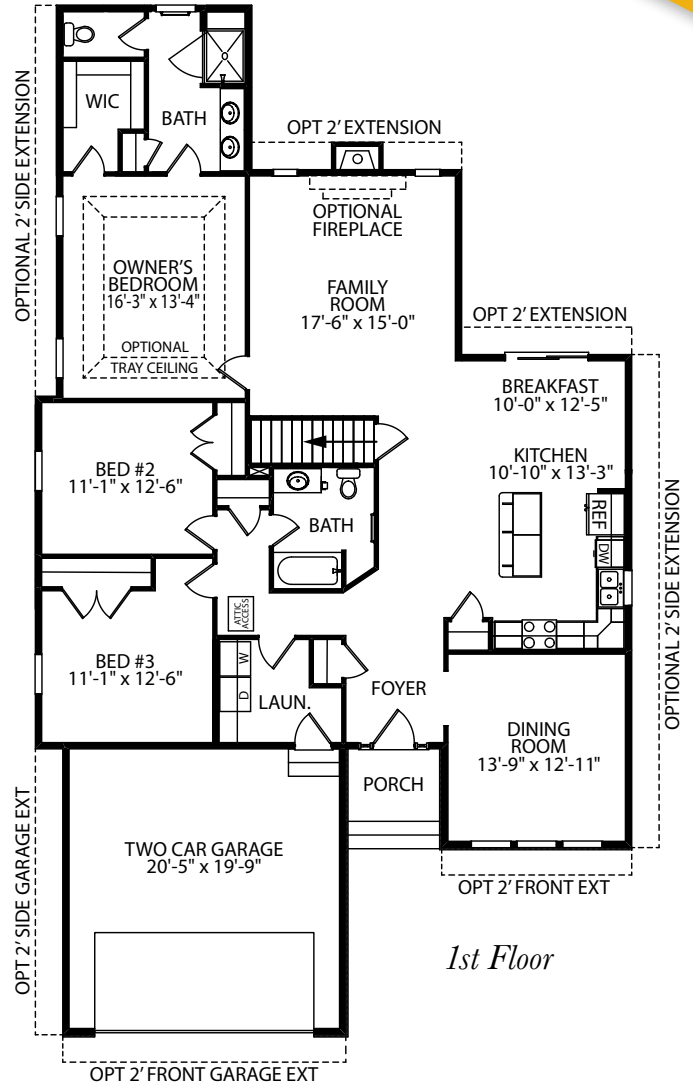 OPTIONAL 2' SIDE EXTENSION
WIC
BATH
OPT 2' EXTENSION
OPTIONAL
FIREPLACE
OWNER'S
BEDROOM
16'-3" x 13'-4"
OPTIONAL
TRAY CEILING
FAMILY
ROOM
17'-6" x 15'-0"
OPT 2' EXTENSION
BREAKFAST
10'-0" x 12'-5"
KITCHEN
10'-10" x 13'-3"
REF
DW
OPTIONAL 2' SIDE EXTENSION
BED #2
11'-1" x 12'-6"
BATH
ATTIC
ACCESS
BED #3
11'-1" x 12'-6"
W
D
LAUN.
FOYER
DINING
ROOM
13'-9" x 12'-11"
PORCH
OPT 2' SIDE GARAGE EXT
TWO CAR GARAGE
20'-5" x 19'-9"
OPT 2' FRONT EXT
1st Floor
OPT 2' FRONT GARAGE EXT